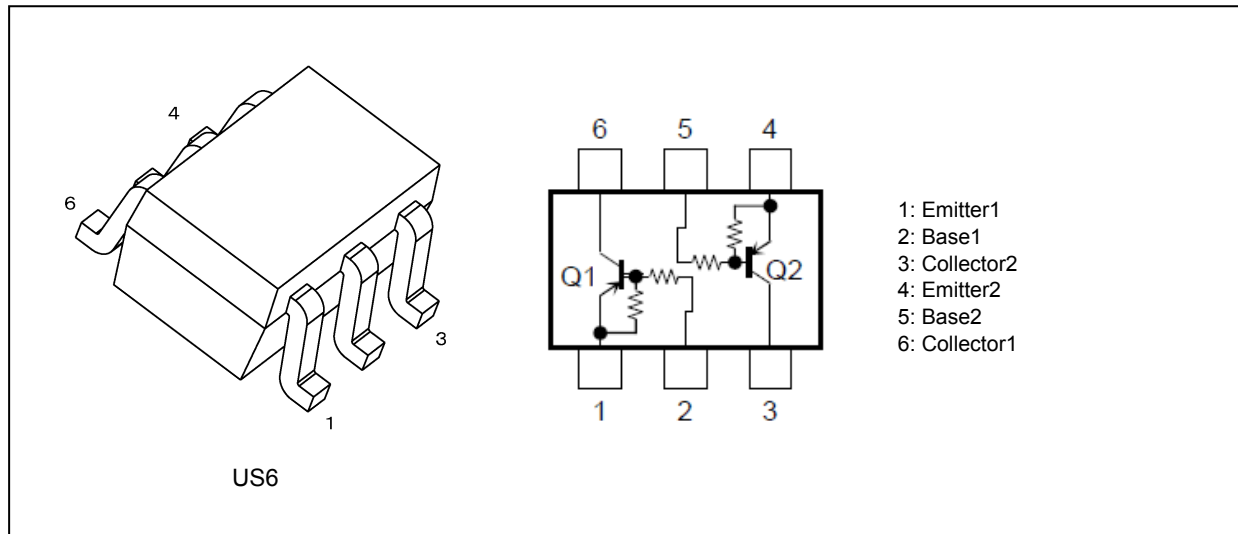 4
6
3
1
US6
6 5 4
Q1 Q2
1 2 3
1: Emitter1
2: Base1
3: Collector2
4: Emitter2
5: Base2
6: Collector1